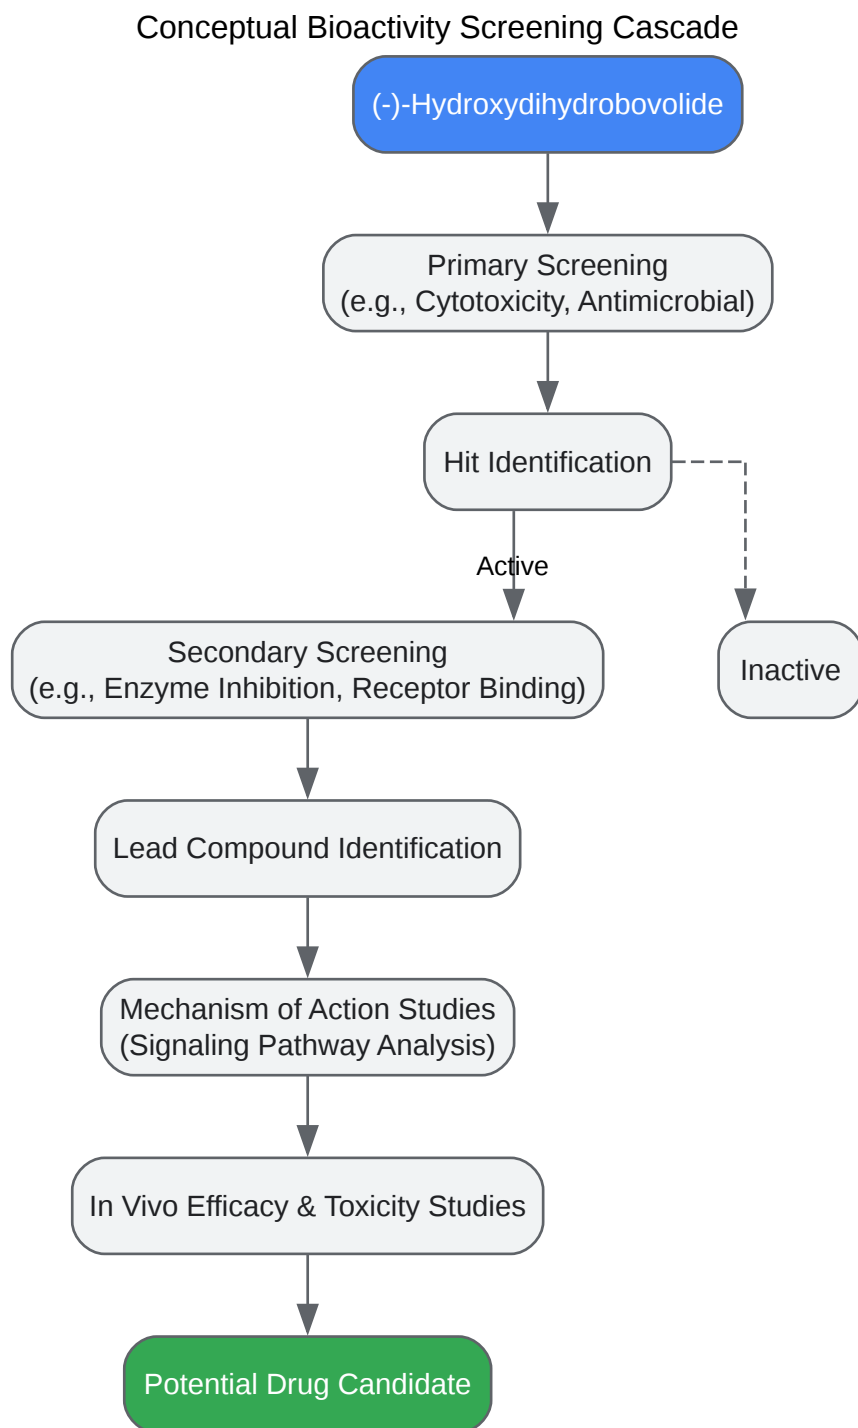 Conceptual Bioactivity Screening Cascade
(-)-Hydroxydihydrobovolide
Primary Screening
(e.g., Cytotoxicity, Antimicrobial)
Hit Identification
Active
Secondary Screening
(e.g., Enzyme Inhibition, Receptor Binding)
Inactive
Lead Compound Identification
Mechanism of Action Studies
(Signaling Pathway Analysis)
In Vivo Efficacy & Toxicity Studies
Potential Drug Candidate